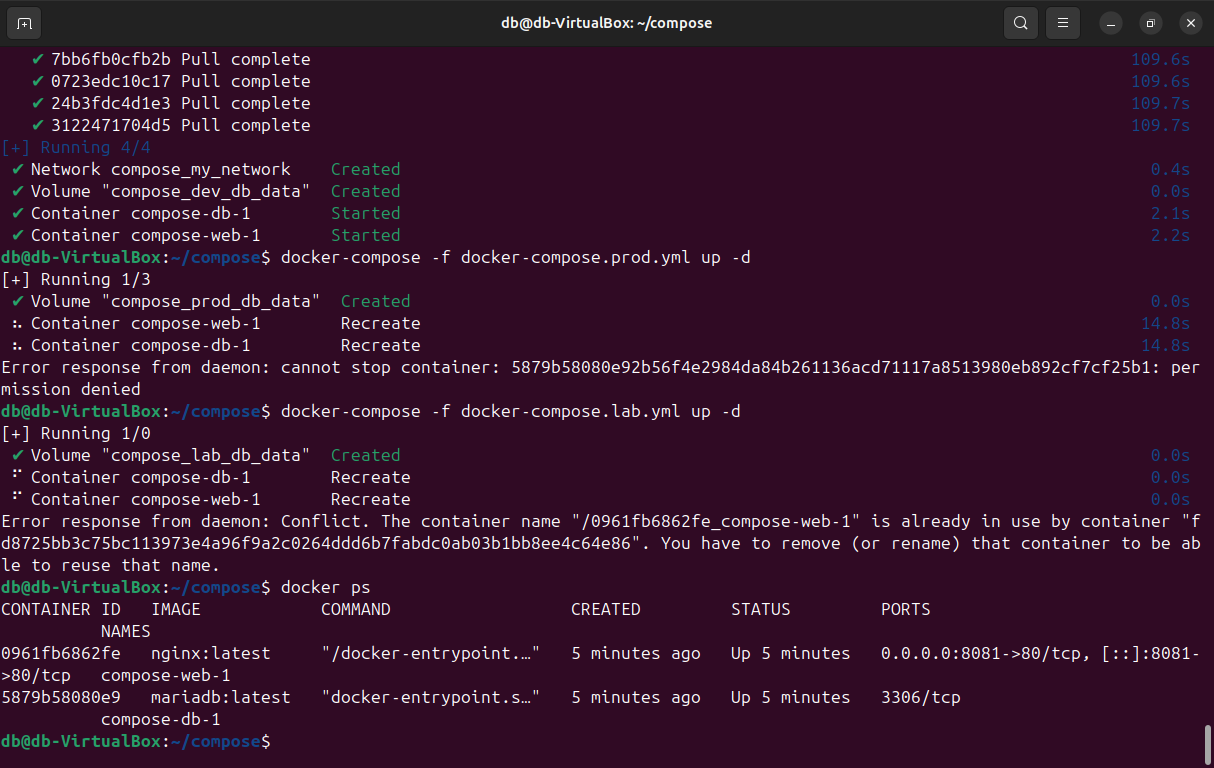 db@db-VirtualBox: ~/compose
✔ 7bb6fb0cfb2b Pull complete 109.6s
✔ 0723edc10c17 Pull complete 109.6s
✔ 24b3fdc4d1e3 Pull complete 109.7s
✔ 3122471704d5 Pull complete 109.7s
[+] Running 4/4
✔ Network compose_my_network Created 0.4s
✔ Volume "compose_dev_db_data" Created 0.0s
✔ Container compose-db-1 Started 2.1s
✔ Container compose-web-1 Started 2.2s
db@db-VirtualBox:~/compose$ docker-compose -f docker-compose.prod.yml up -d
[+] Running 1/3
✔ Volume "compose_prod_db_data" Created 0.0s
⠦ Container compose-web-1 Recreate 14.8s
⠦ Container compose-db-1 Recreate 14.8s
Error response from daemon: cannot stop container: 5879b58080e92b56f4e2984da84b261136acd71117a8513980eb892cf7cf25b1: per
mission denied
db@db-VirtualBox:~/compose$ docker-compose -f docker-compose.lab.yml up -d
[+] Running 1/0
✔ Volume "compose_lab_db_data" Created 0.0s
⠋ Container compose-db-1 Recreate 0.0s
⠋ Container compose-web-1 Recreate 0.0s
Error response from daemon: Conflict. The container name "/0961fb6862fe_compose-web-1" is already in use by container "f
d8725bb3c75bc113973e4a96f9a2c0264ddd6b7fabdc0ab03b1bb8ee4c64e86". You have to remove (or rename) that container to be ab
le to reuse that name.
db@db-VirtualBox:~/compose$ docker ps
CONTAINER ID IMAGE COMMAND CREATED STATUS PORTS
NAMES
0961fb6862fe nginx:latest "/docker-entrypoint.…" 5 minutes ago Up 5 minutes 0.0.0.0:8081->80/tcp, [::]:8081-
>80/tcp compose-web-1
5879b58080e9 mariadb:latest "docker-entrypoint.s…" 5 minutes ago Up 5 minutes 3306/tcp
compose-db-1
db@db-VirtualBox:~/compose$